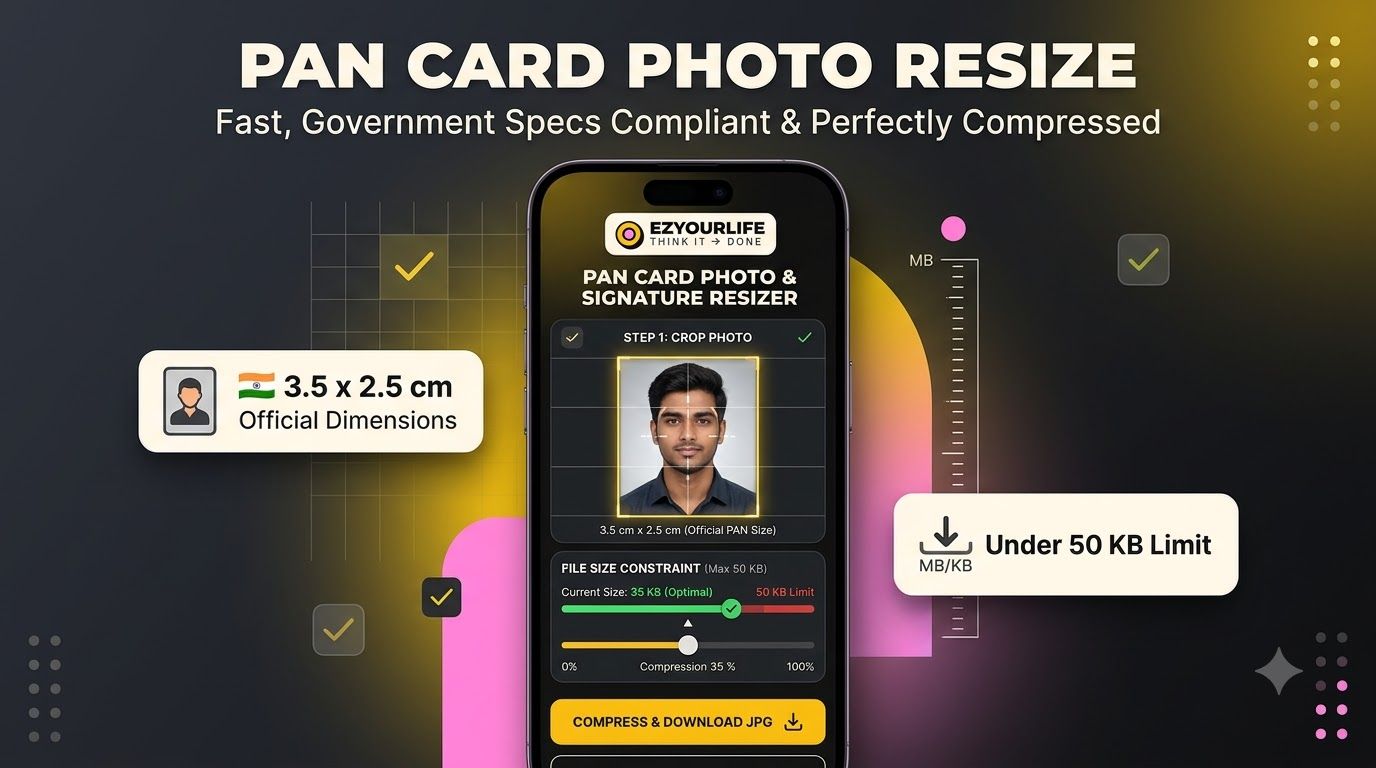 PAN CARD PHOTO RESIZE
Fast, Government Specs Compliant & Perfectly Compressed
EZYOURLIFE
THINK IT → DONE
PAN CARD PHOTO &
SIGNATURE RESIZER
STEP 1: CROP PHOTO
3.5 cm x 2.5 cm (Official PAN Size)
FILE SIZE CONSTRAINT (Max 50 KB)
Current Size: 35 KB (Optimal) 50 KB Limit
0% Compression 35 % 100%
COMPRESS & DOWNLOAD JPG
3.5 x 2.5 cm
Official Dimensions
MB
Under 50 KB Limit
MB/KB